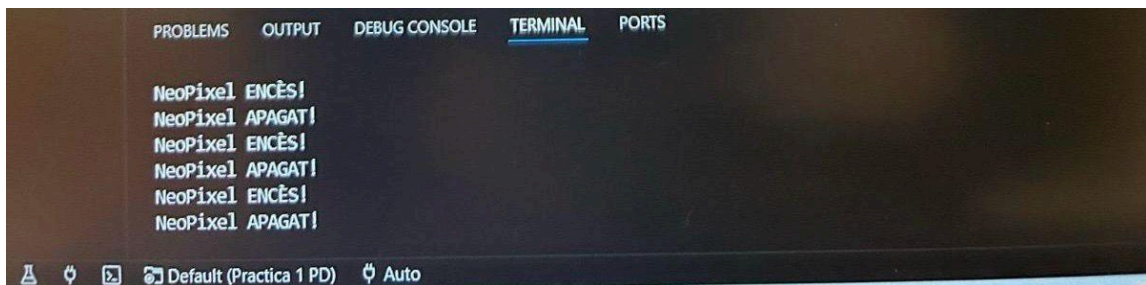 PROBLEMS OUTPUT DEBUG CONSOLE TERMINAL PORTS
NeoPixel ENCÈS!
NeoPixel APAGAT!
NeoPixel ENCÈS!
NeoPixel APAGAT!
NeoPixel ENCÈS!
NeoPixel APAGAT!
Default (Practica 1 PD) Auto